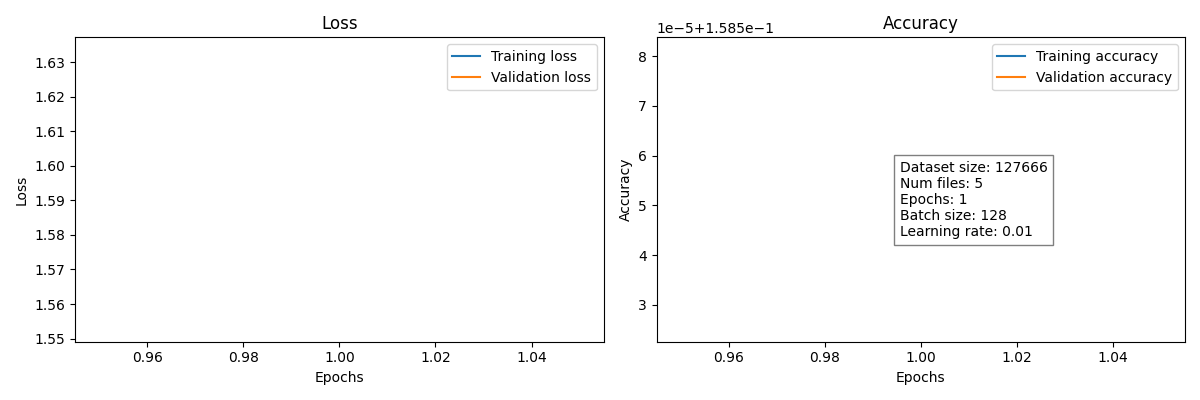 Loss
1.63
1.62
1.61
1.60
1.59
1.58
1.57
1.56
1.55
Loss
Training loss
Validation loss
0.96 0.98 1.00 1.02 1.04
Epochs
Accuracy
1e−5+1.585e−1
8
7
6
5
4
3
Accuracy
Training accuracy
Validation accuracy
Dataset size: 127666
Num files: 5
Epochs: 1
Batch size: 128
Learning rate: 0.01
0.96 0.98 1.00 1.02 1.04
Epochs